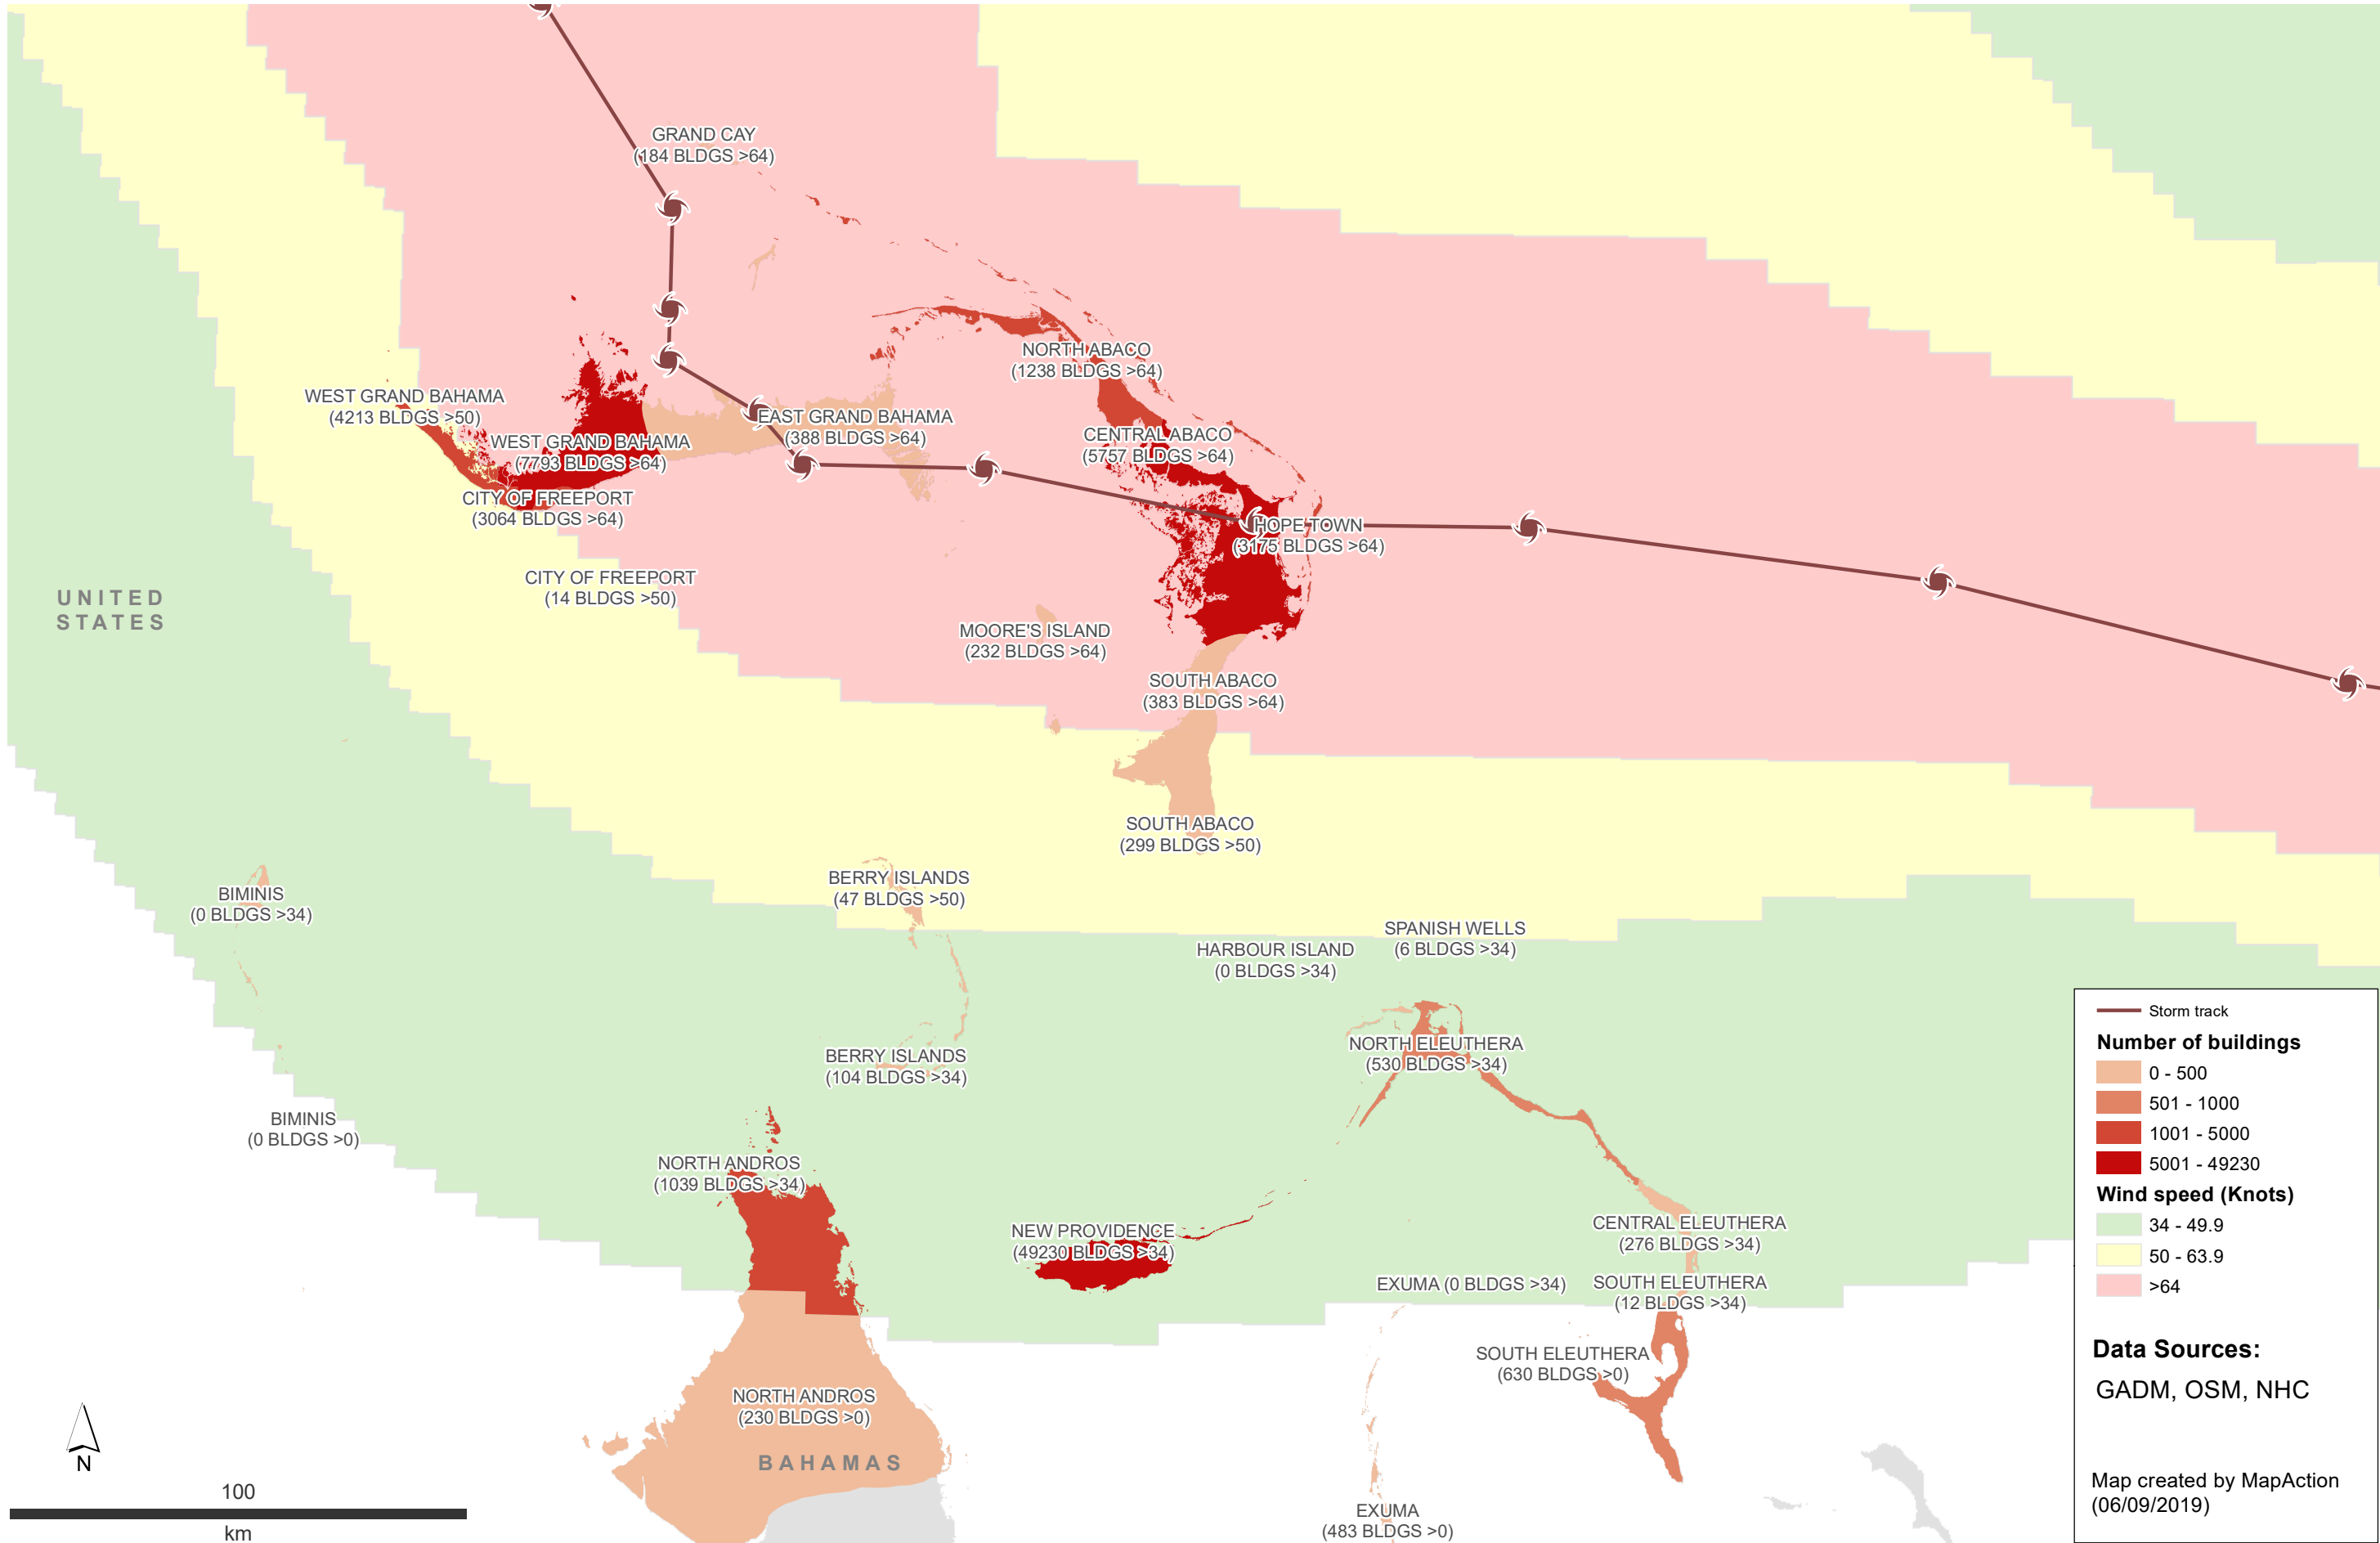 GRAND CAY
(184 BLDGS >64)
NORTH ABACO
(1238 BLDGS >64)
WEST GRAND BAHAMA
(4213 BLDGS >50)
EAST GRAND BAHAMA
(388 BLDGS >64)
WEST GRAND BAHAMA
(7793 BLDGS >64)
CENTRAL ABACO
(5757 BLDGS >64)
CITY OF FREEPORT
(3064 BLDGS >64)
HOPE TOWN
(3175 BLDGS >64)
CITY OF FREEPORT
(14 BLDGS >50)
UNITED
STATES
MOORE'S ISLAND
(232 BLDGS >64)
SOUTH ABACO
(383 BLDGS >64)
SOUTH ABACO
(299 BLDGS >50)
BERRY ISLANDS
(47 BLDGS >50)
BIMINIS
(0 BLDGS >34)
SPANISH WELLS
(6 BLDGS >34)
HARBOUR ISLAND
(0 BLDGS >34)
NORTH ELEUTHERA
(530 BLDGS >34)
BERRY ISLANDS
(104 BLDGS >34)
BIMINIS
(0 BLDGS >0)
NORTH ANDROS
(1039 BLDGS >34)
NEW PROVIDENCE
(49230 BLDGS >34)
CENTRAL ELEUTHERA
(276 BLDGS >34)
EXUMA (0 BLDGS >34)
SOUTH ELEUTHERA
(12 BLDGS >34)
SOUTH ELEUTHERA
(630 BLDGS >0)
NORTH ANDROS
(230 BLDGS >0)
BAHAMAS
EXUMA
(483 BLDGS >0)
N
100
km
Storm track
Number of buildings
0 - 500
501 - 1000
1001 - 5000
5001 - 49230
Wind speed (Knots)
34 - 49.9
50 - 63.9
>64
Data Sources:
GADM, OSM, NHC
Map created by MapAction
(06/09/2019)